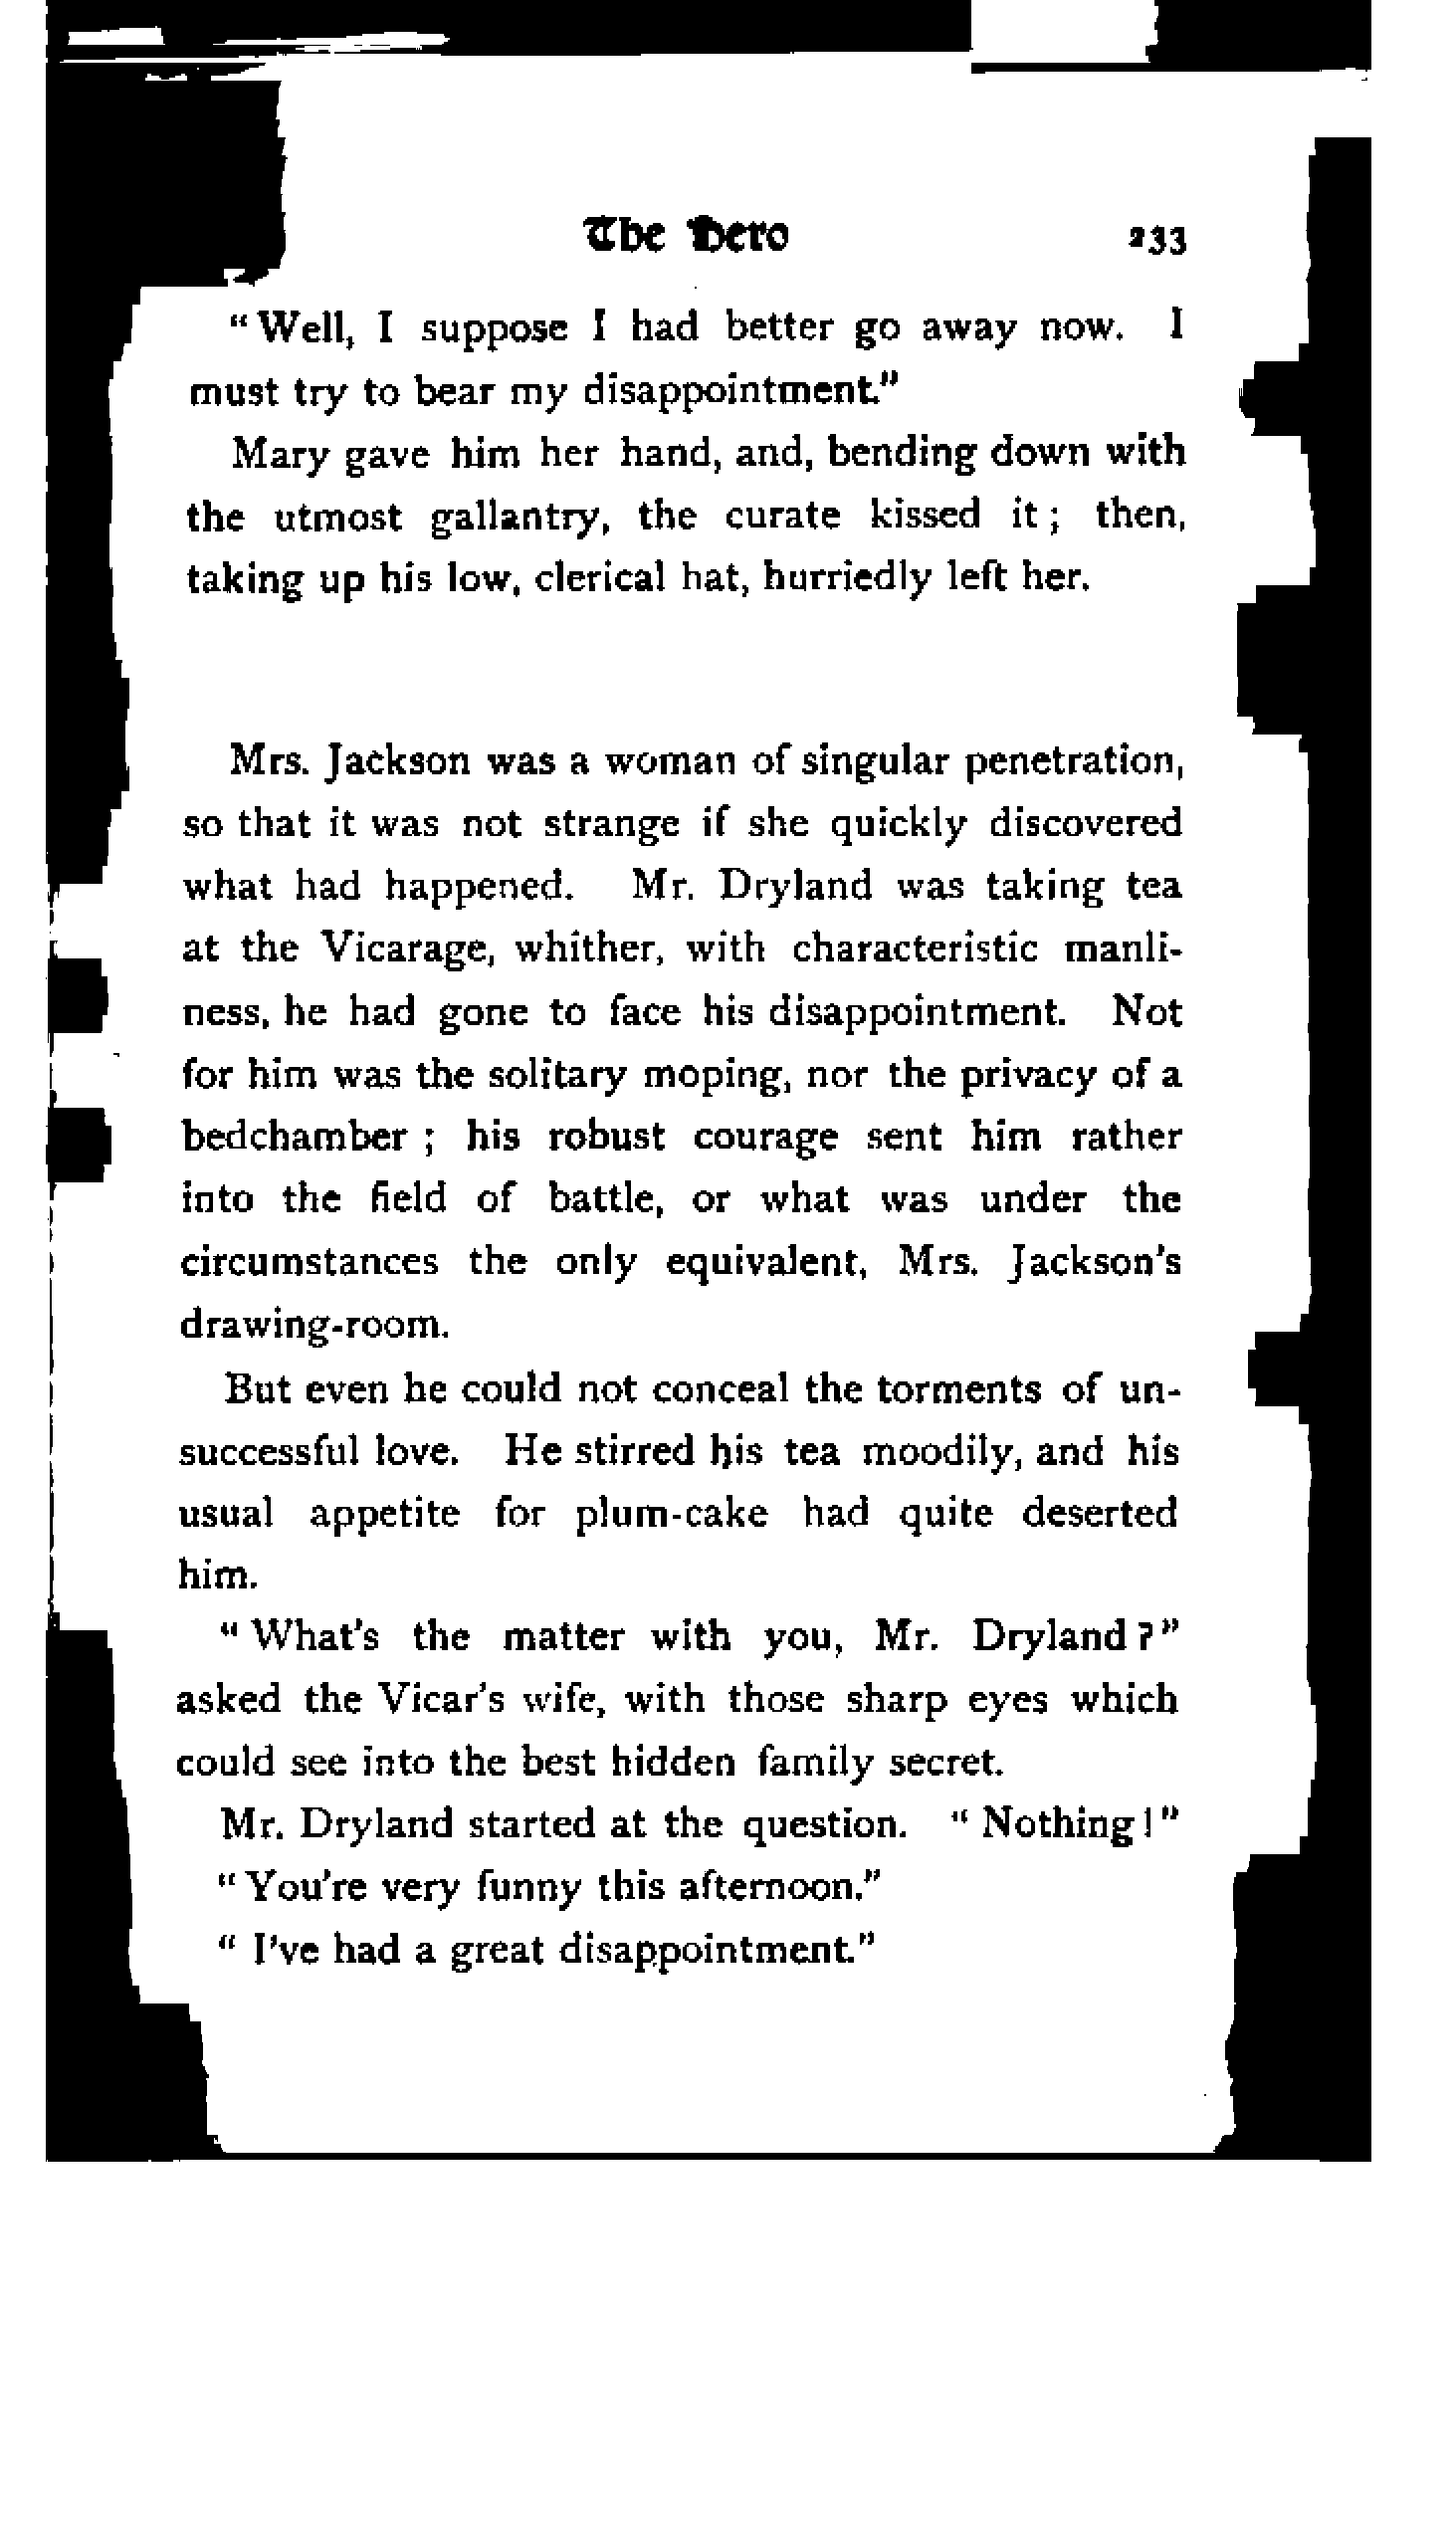 The Hero 233
"Well, I suppose I had better go away now. I
must try to bear my disappointment."
Mary gave him her hand, and, bending down with
the utmost gallantry, the curate kissed it; then,
taking up his low, clerical hat, hurriedly left her.
Mrs. Jackson was a woman of singular penetration,
so that it was not strange if she quickly discovered
what had happened. Mr. Dryland was taking tea
at the Vicarage, whither, with characteristic manli-
ness, he had gone to face his disappointment. Not
for him was the solitary moping, nor the privacy of a
bedchamber; his robust courage sent him rather
into the field of battle, or what was under the
circumstances the only equivalent, Mrs. Jackson's
drawing-room.
But even he could not conceal the torments of un-
successful love. He stirred his tea moodily, and his
usual appetite for plum-cake had quite deserted
him.
"What's the matter with you, Mr. Dryland?"
asked the Vicar's wife, with those sharp eyes which
could see into the best hidden family secret.
Mr. Dryland started at the question. "Nothing!"
"You're very funny this afternoon."
"I've had a great disappointment."